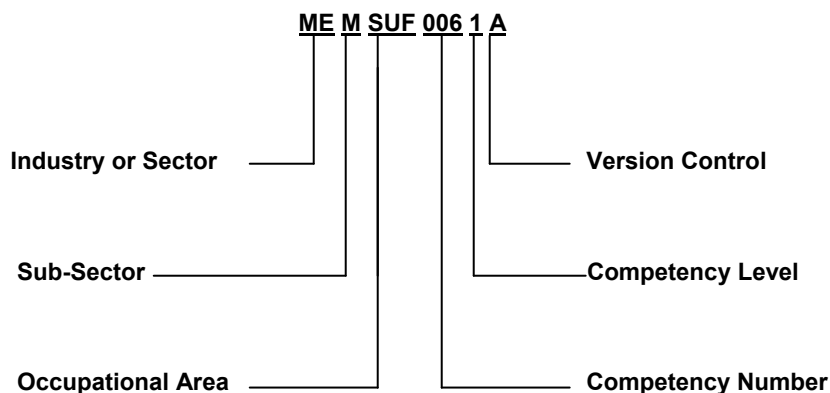 ME M SUF 006 1 A
Industry or Sector
Version Control
Sub-Sector
Competency Level
Occupational Area
Competency Number